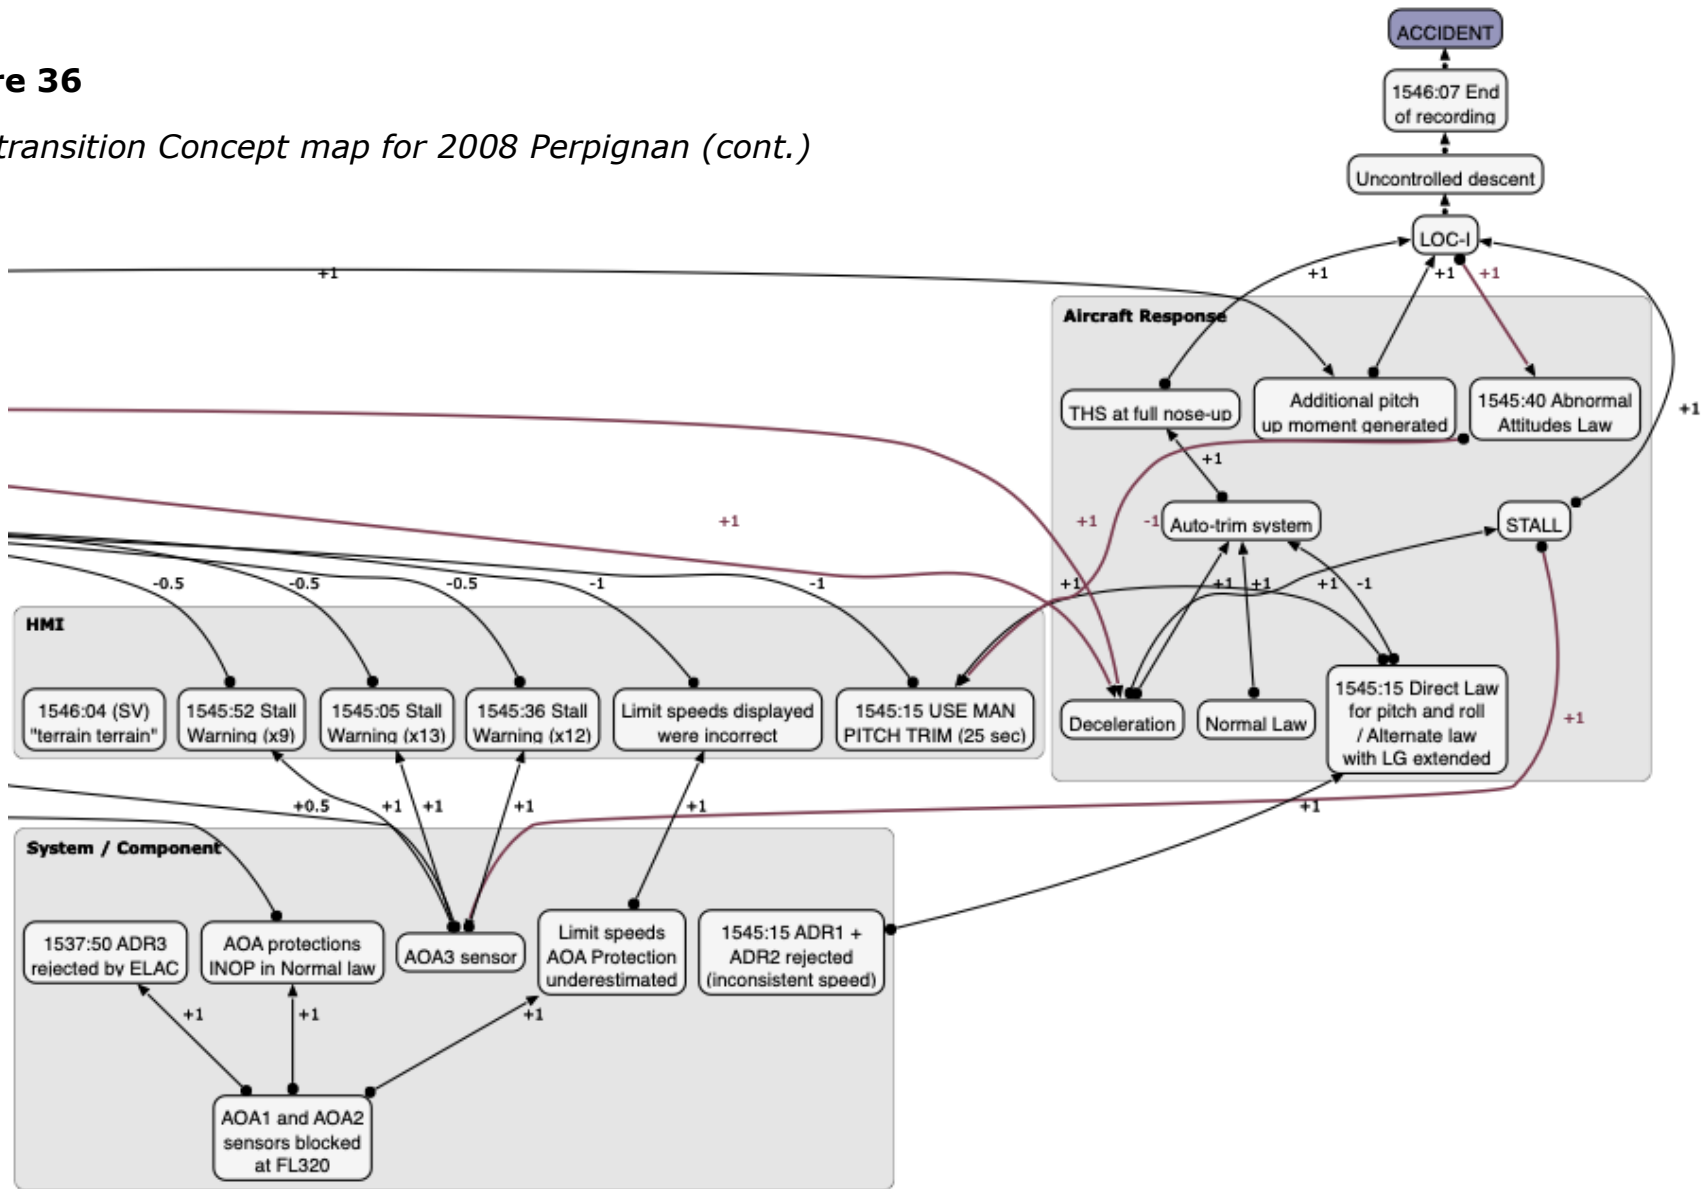 re 36
transition Concept map for 2008 Perpignan (cont.)
ACCIDENT
1546:07 End
of recording
Uncontrolled descent
LOC-I
+1
+1
+1
+1
Aircraft Response
THS at full nose-up
Additional pitch
up moment generated
1545:40 Abnormal
Attitudes Law
+1
+1
+1
+1
-1
Auto-trim system
STALL
-0.5
-0.5
-0.5
-1
-1
+1
+1
+1
+1
-1
HMI
1546:04 (SV)
"terrain terrain"
1545:52 Stall
Warning (x9)
1545:05 Stall
Warning (x13)
1545:36 Stall
Warning (x12)
Limit speeds displayed
were incorrect
1545:15 USE MAN
PITCH TRIM (25 sec)
Deceleration
Normal Law
1545:15 Direct Law
for pitch and roll
/ Alternate law
with LG extended
+1
+0.5
+1
+1
+1
+1
+1
System / Component
1537:50 ADR3
rejected by ELAC
AOA protections
INOP in Normal law
AOA3 sensor
Limit speeds
AOA Protection
underestimated
1545:15 ADR1 +
ADR2 rejected
(inconsistent speed)
+1
+1
+1
AOA1 and AOA2
sensors blocked
at FL320